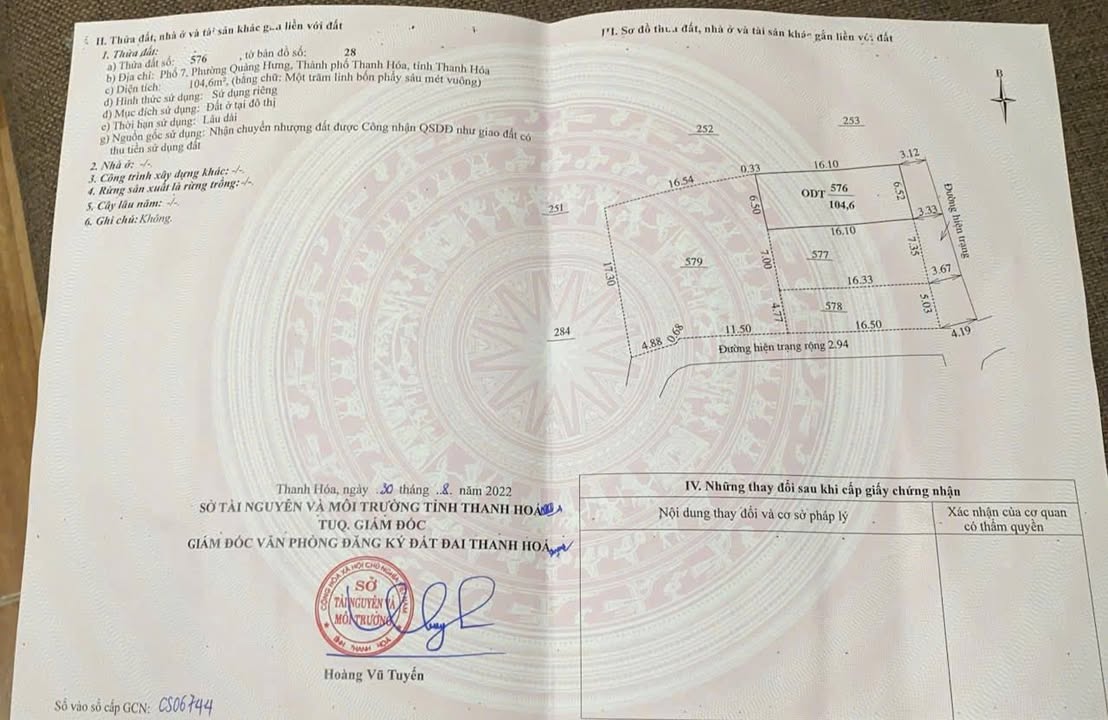 II. Thửa đất, nhà ở và tài sản khác gắn liền với đất
1. Thửa đất:
a) Thửa đất số: 576 , tờ bản đồ số: 28
b) Địa chỉ: Phố 7, Phường Quảng Hưng, Thành phố Thanh Hóa, tỉnh Thanh Hóa
c) Diện tích: 104,6m², (bằng chữ: Một trăm linh bốn phẩy sáu mét vuông)
d) Hình thức sử dụng: Sử dụng riêng
đ) Mục đích sử dụng: Đất ở tại đô thị
e) Thời hạn sử dụng: Lâu dài
g) Nguồn gốc sử dụng: Nhận chuyển nhượng đất được Công nhận QSDĐ như giao đất có
thu tiền sử dụng đất
2. Nhà ở: -/-.
3. Công trình xây dựng khác: -/-.
4. Rừng sản xuất là rừng trồng: -/-.
5. Cây lâu năm: -/-.
6. Ghi chú: Không.
Thanh Hóa, ngày 30 tháng 8. năm 2022
SỞ TÀI NGUYÊN VÀ MÔI TRƯỜNG TỈNH THANH HOÁ
TUQ. GIÁM ĐỐC
GIÁM ĐỐC VĂN PHÒNG ĐĂNG KÝ ĐẤT ĐAI THANH HOÁ
CỘNG HÒA XÃ HỘI CHỦ NGHĨA VIỆT NAM
SỞ
TÀI NGUYÊN VÀ
MÔI TRƯỜNG
TỈNH THANH HOÁ
Hoàng Vũ Tuyến
Số vào sổ cấp GCN: CS06744
III. Sơ đồ thửa đất, nhà ở và tài sản khác gắn liền với đất
B
253
252
3.12
16.10
0.33
16.54
ODT 576
104,6
6.52
6.50
251
3.33
Đường hiện trạng
16.10
7.35
577
7.00
579
17.30
3.67
16.33
5.03
578
4.77
284
16.50
11.50
4.19
0.68
4.88
Đường hiện trạng rộng 2.94
IV. Những thay đổi sau khi cấp giấy chứng nhận
Nội dung thay đổi và cơ sở pháp lý
Xác nhận của cơ quan
có thẩm quyền